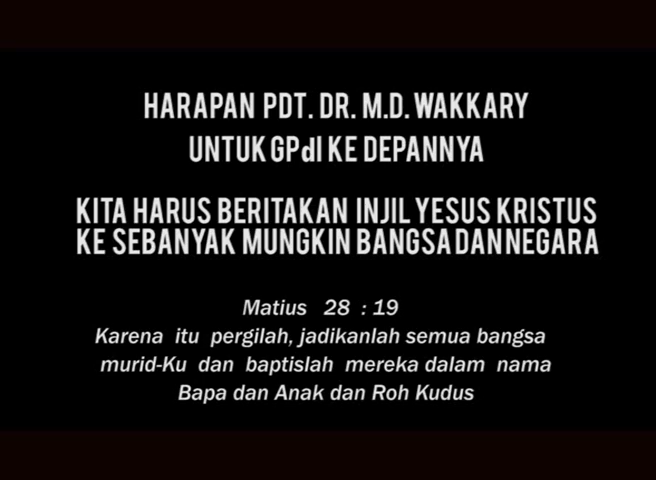 HARAPAN PDT. DR. M.D. WAKKARY
UNTUK GPdI KE DEPANNYA
KITA HARUS BERITAKAN INJIL YESUS KRISTUS
KE SEBANYAK MUNGKIN BANGSA DAN NEGARA
Matius 28 : 19
Karena itu pergilah, jadikanlah semua bangsa
murid-Ku dan baptislah mereka dalam nama
Bapa dan Anak dan Roh Kudus